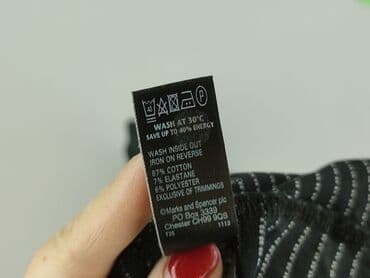 40 P
WASH AT 30°C
SAVE UP TO 40% ENERGY
WASH INSIDE OUT
IRON ON REVERSE
87% COTTON
7% ELASTANE
6% POLYESTER
EXCLUSIVE OF TRIMMINGS
©Marks and Spencer plc
PO Box 3339
Chester CH99 9QS